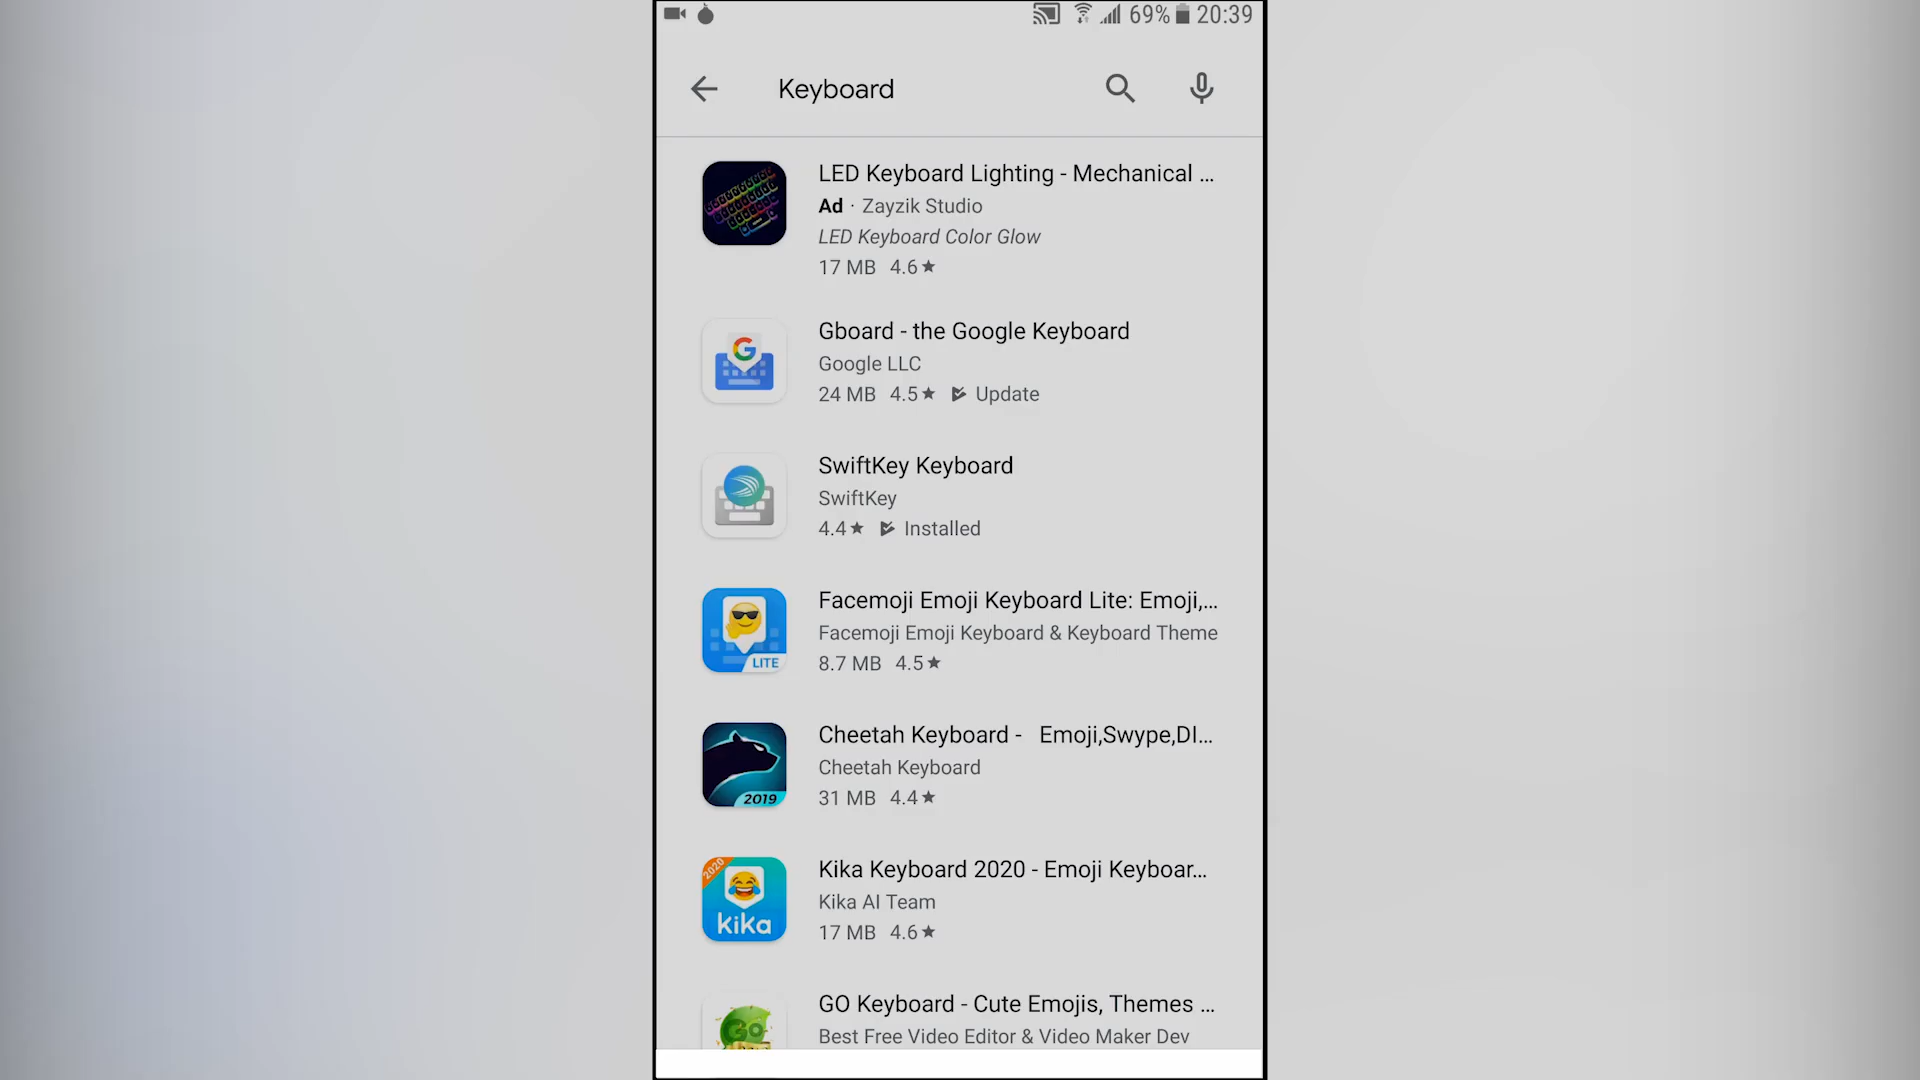 69% 20:39
Keyboard
LED Keyboard Lighting - Mechanical ...
Ad · Zayzik Studio
LED Keyboard Color Glow
17 MB 4.6★
Gboard - the Google Keyboard
Google LLC
24 MB 4.5★ Update
SwiftKey Keyboard
SwiftKey
4.4★ Installed
Facemoji Emoji Keyboard Lite: Emoji,...
Facemoji Emoji Keyboard & Keyboard Theme
8.7 MB 4.5★
LITE
Cheetah Keyboard - Emoji,Swype,DI...
Cheetah Keyboard
31 MB 4.4★
2019
Kika Keyboard 2020 - Emoji Keyboar...
Kika AI Team
17 MB 4.6★
2020
kika
GO Keyboard - Cute Emojis, Themes ...
Best Free Video Editor & Video Maker Dev
GO